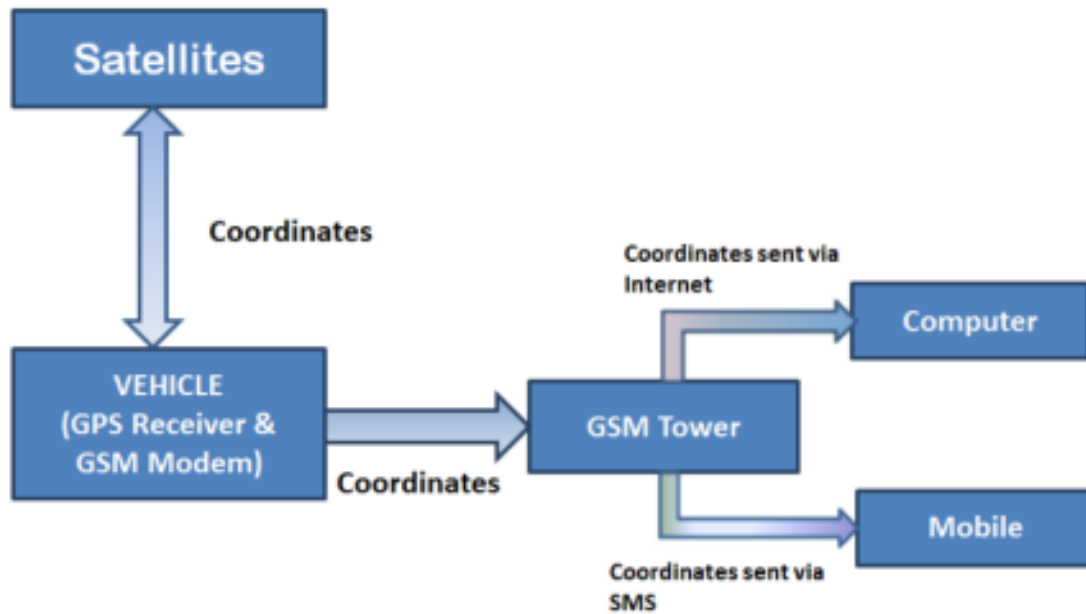 Satellites
Coordinates
VEHICLE
(GPS Receiver &
GSM Modem)
Coordinates
GSM Tower
Coordinates sent via
Internet
Computer
Coordinates sent via
SMS
Mobile